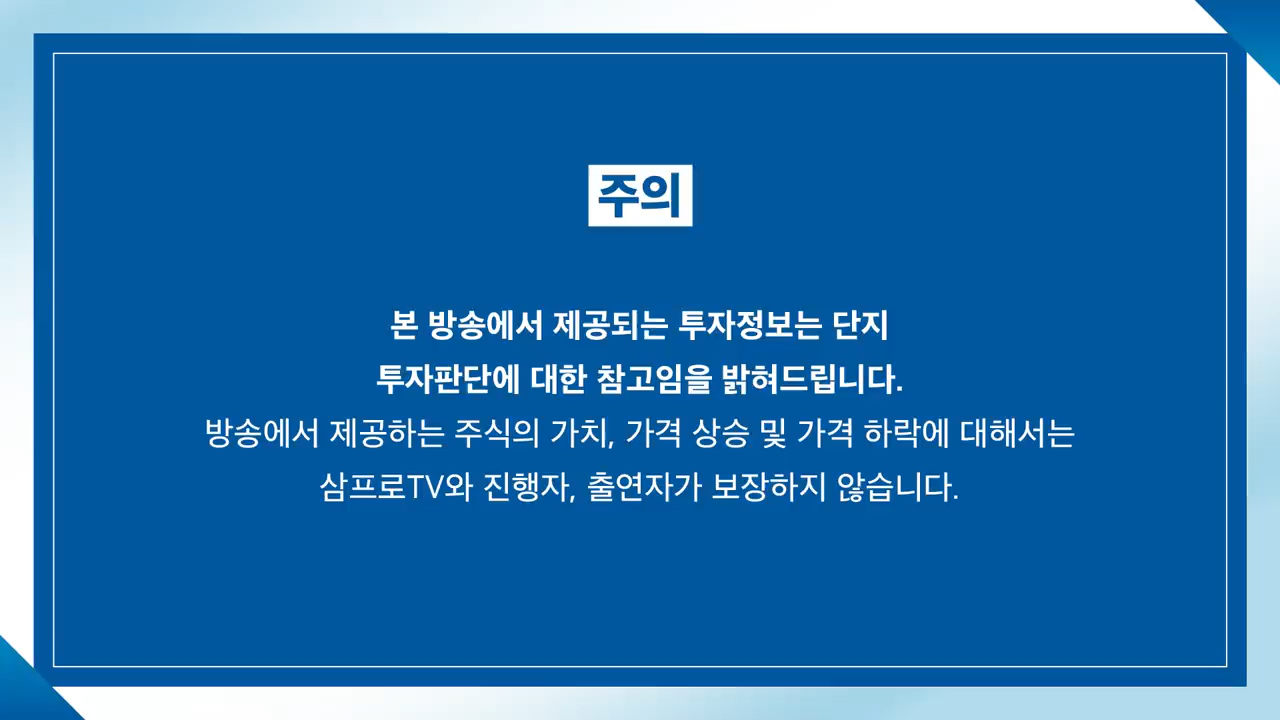 주의
본 방송에서 제공되는 투자정보는 단지
투자판단에 대한 참고임을 밝혀드립니다.
방송에서 제공하는 주식의 가치, 가격 상승 및 가격 하락에 대해서는
삼프로TV와 진행자, 출연자가 보장하지 않습니다.